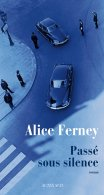 Alice Ferney
Passé
sous silence
roman
ACTES SUD